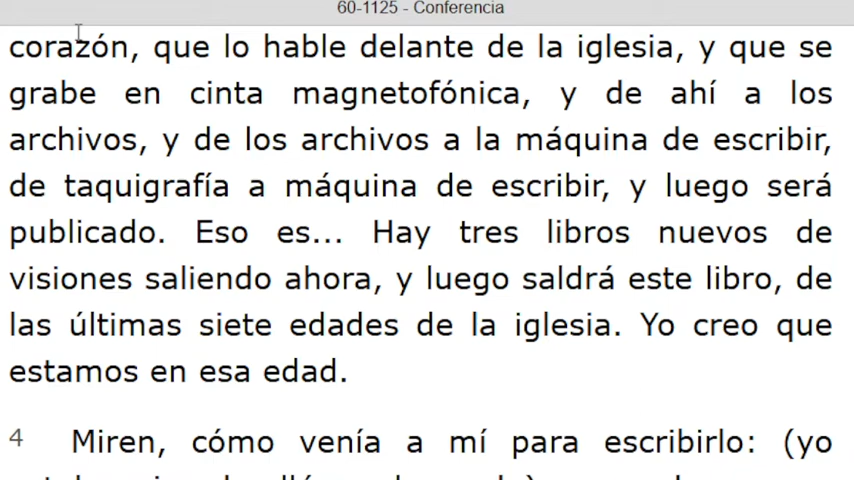 60-1125 - Conferencia
corazón, que lo hable delante de la iglesia, y que se
grabe en cinta magnetofónica, y de ahí a los
archivos, y de los archivos a la máquina de escribir,
de taquigrafía a máquina de escribir, y luego será
publicado. Eso es... Hay tres libros nuevos de
visiones saliendo ahora, y luego saldrá este libro, de
las últimas siete edades de la iglesia. Yo creo que
estamos en esa edad.
4 Miren, cómo venía a mí para escribirlo: (yo